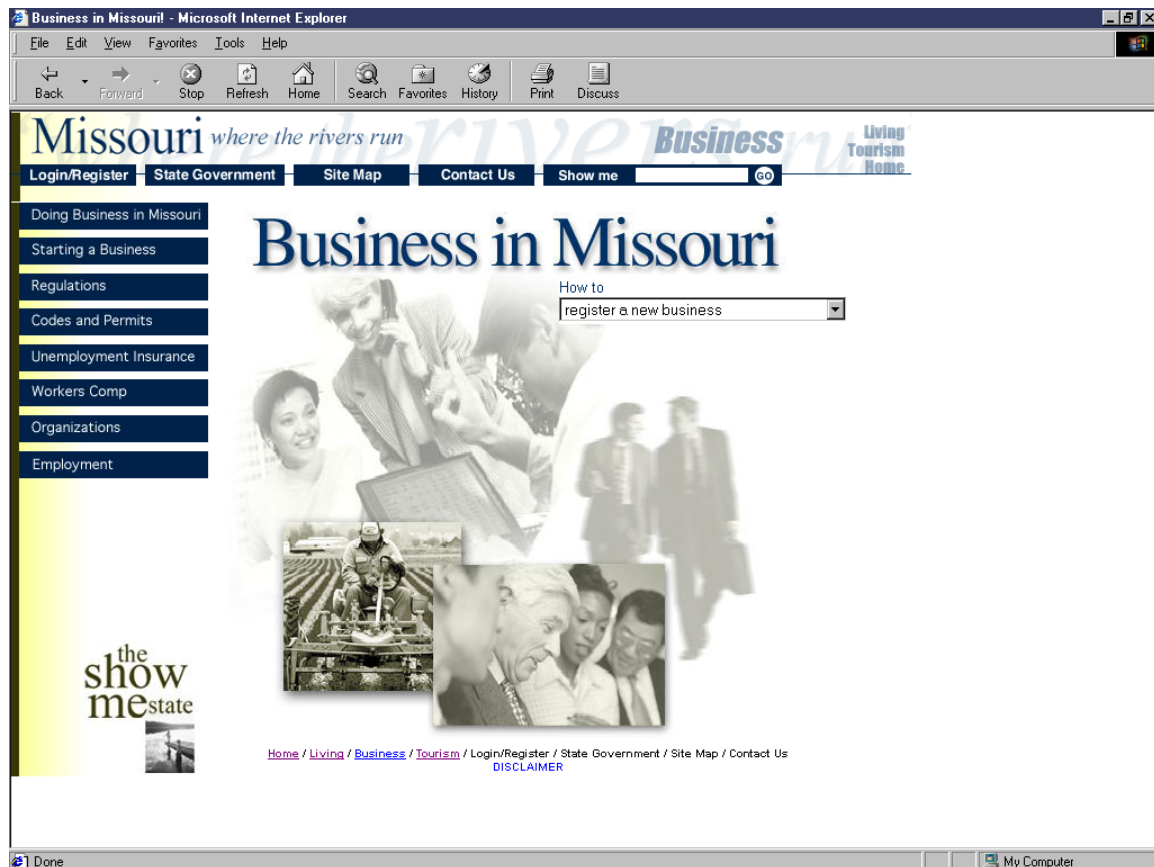 Business in Missouri! - Microsoft Internet Explorer
File Edit View Favorites Tools Help
Back Forward Stop Refresh Home Search Favorites History Print Discuss
Missouri where the rivers run Business Living
Tourism
Home
where the rivers run
Login/Register State Government Site Map Contact Us Show me GO
Doing Business in Missouri
Starting a Business
Regulations
Codes and Permits
Unemployment Insurance
Workers Comp
Organizations
Employment
Business in Missouri
How to
register a new business
the
show
me state
Home / Living / Business / Tourism / Login/Register / State Government / Site Map / Contact Us
DISCLAIMER
Done My Computer